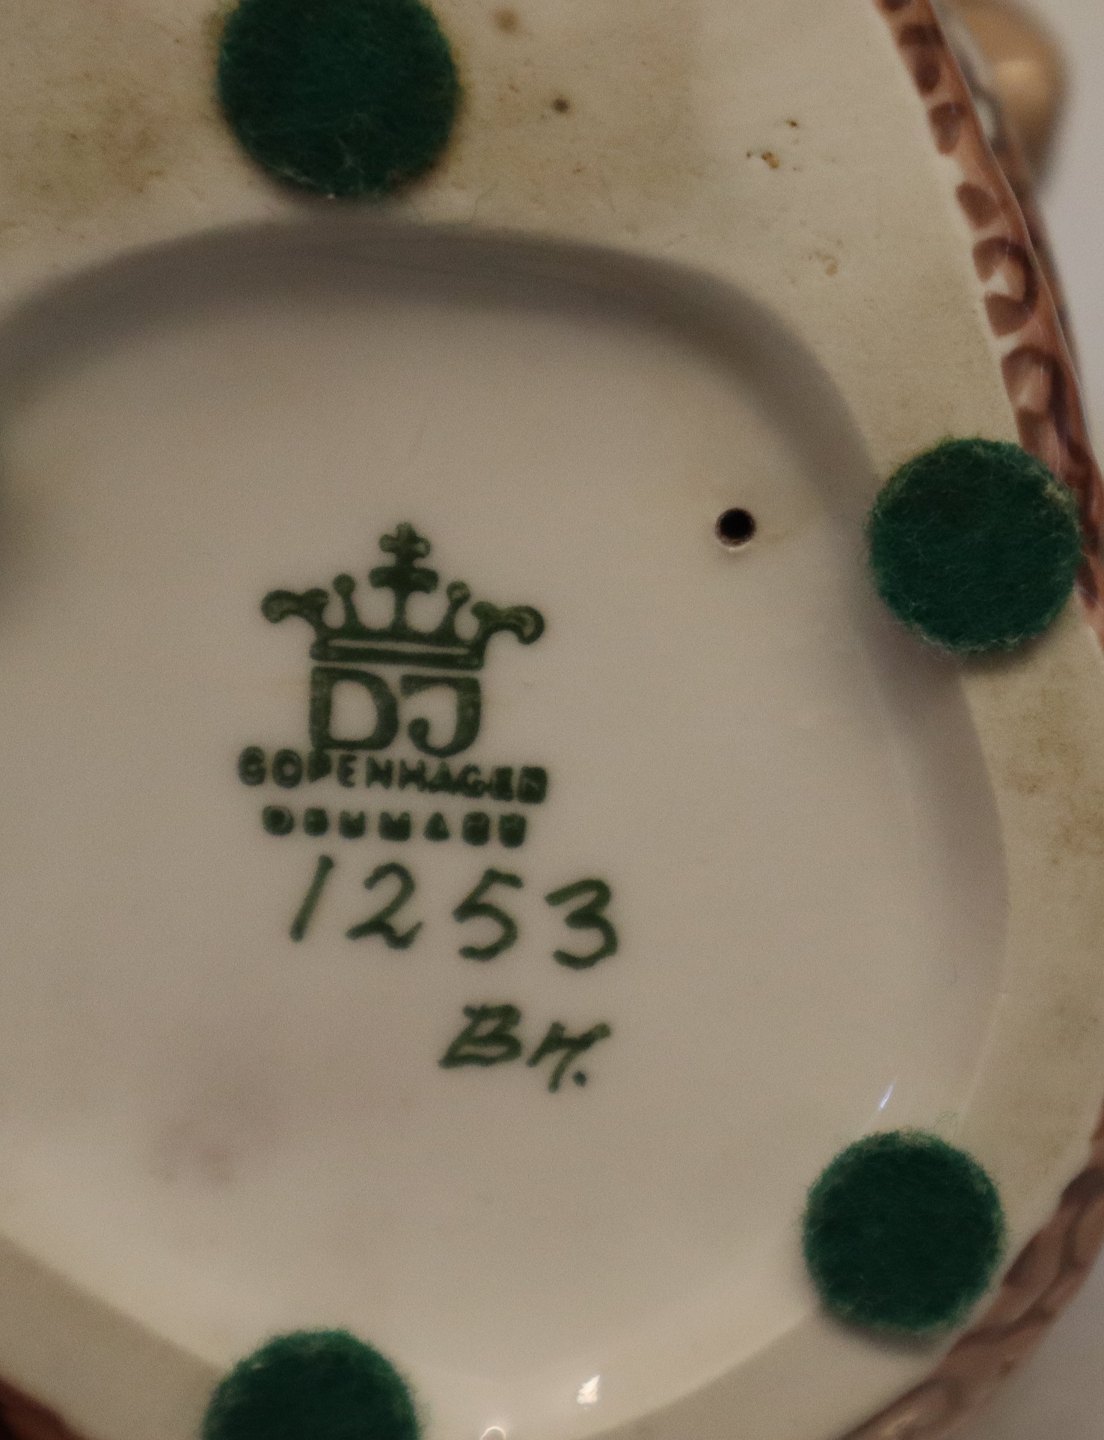 DJ
COPENHAGEN
DENMARK
1253
BH.